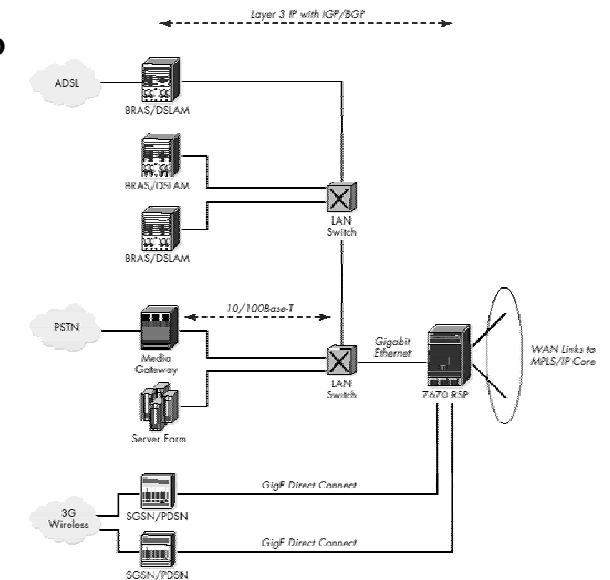 Layer 3 IP with IGP/BGP
ADSL
BRAS/DSLAM
BRAS/DSLAM
LAN
Switch
BRAS/DSLAM
10/100Base-T
PSTN
Gigabit
Ethernet
WAN Links to
MPLS/IP Core
Media
Gateway
LAN
Switch
7670 RSP
Server Farm
GigE Direct Connect
3G
Wireless
SGSN/PDSN
GigE Direct Connect
SGSN/PDSN